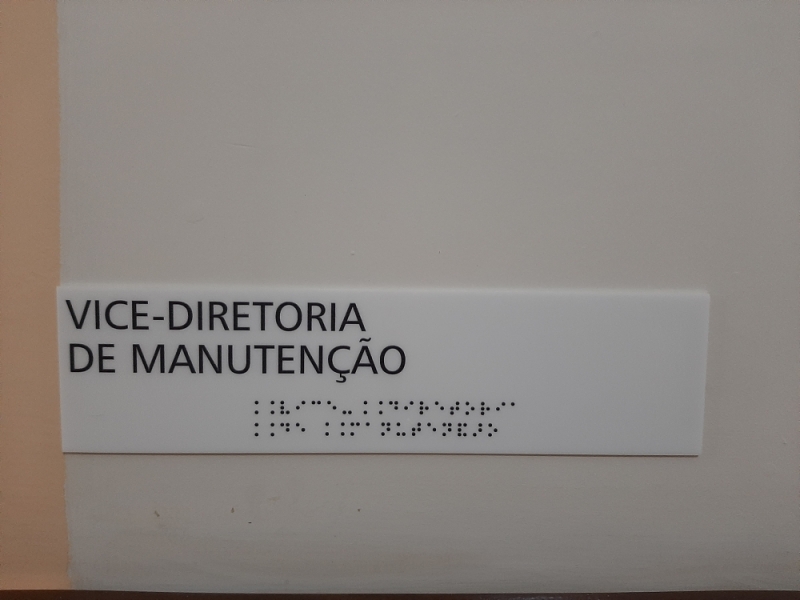 VICE-DIRETORIA
DE MANUTENÇÃO
⠨⠨⠧⠊⠉⠑⠤⠨⠨⠙⠊⠗⠑⠞⠕⠗⠊⠁
⠨⠨⠙⠑ ⠨⠨⠍⠁⠝⠥⠞⠑⠝⠯⠜⠕